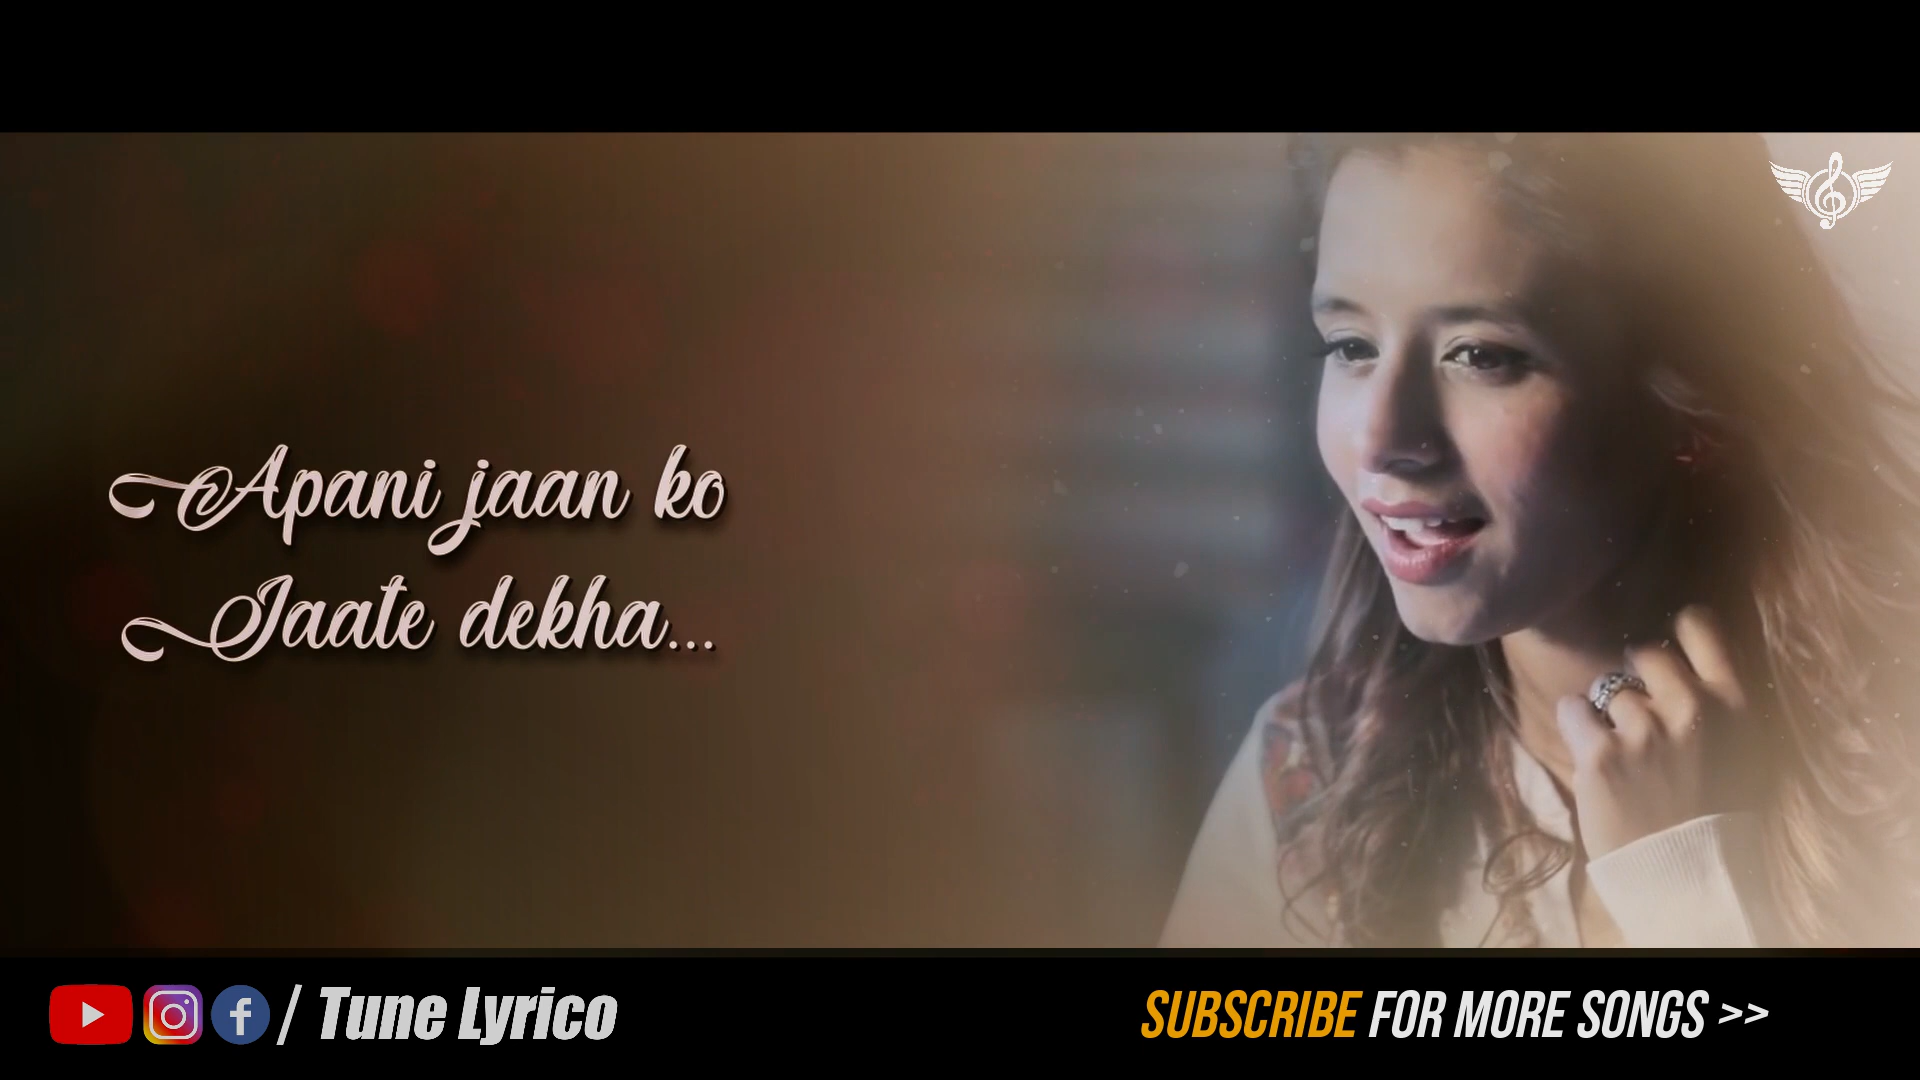 Apani jaan ko
Jaate dekha...
/ Tune Lyrico
SUBSCRIBE FOR MORE SONGS >>